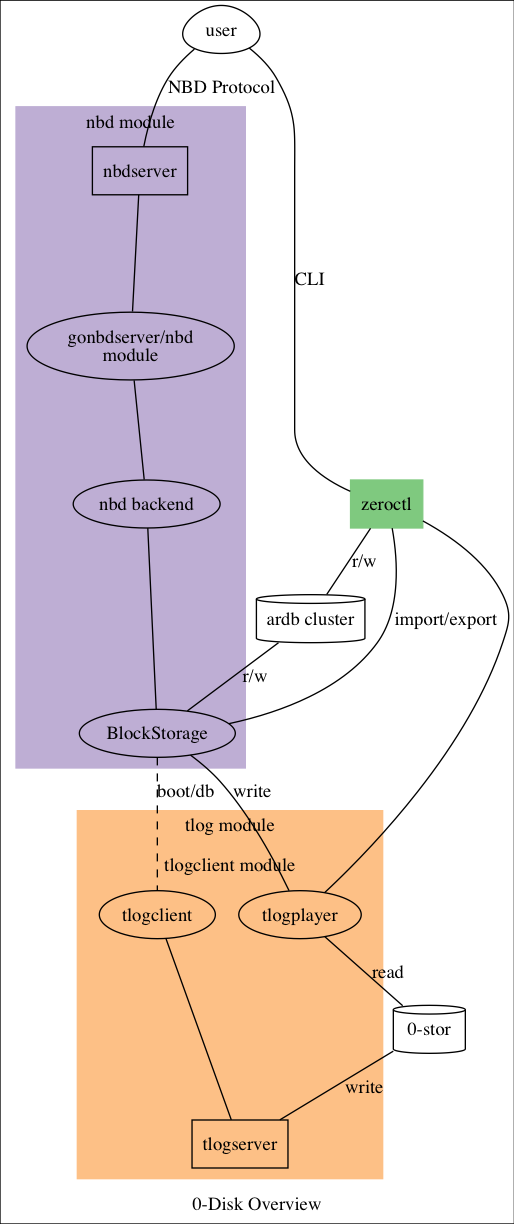 user
NBD Protocol
nbd module
nbdserver
CLI
gonbdserver/nbd
module
nbd backend
zeroctl
r/w
ardb cluster
import/export
r/w
BlockStorage
boot/db
write
tlog module
tlogclient module
tlogclient
tlogplayer
read
0-stor
write
tlogserver
0-Disk Overview